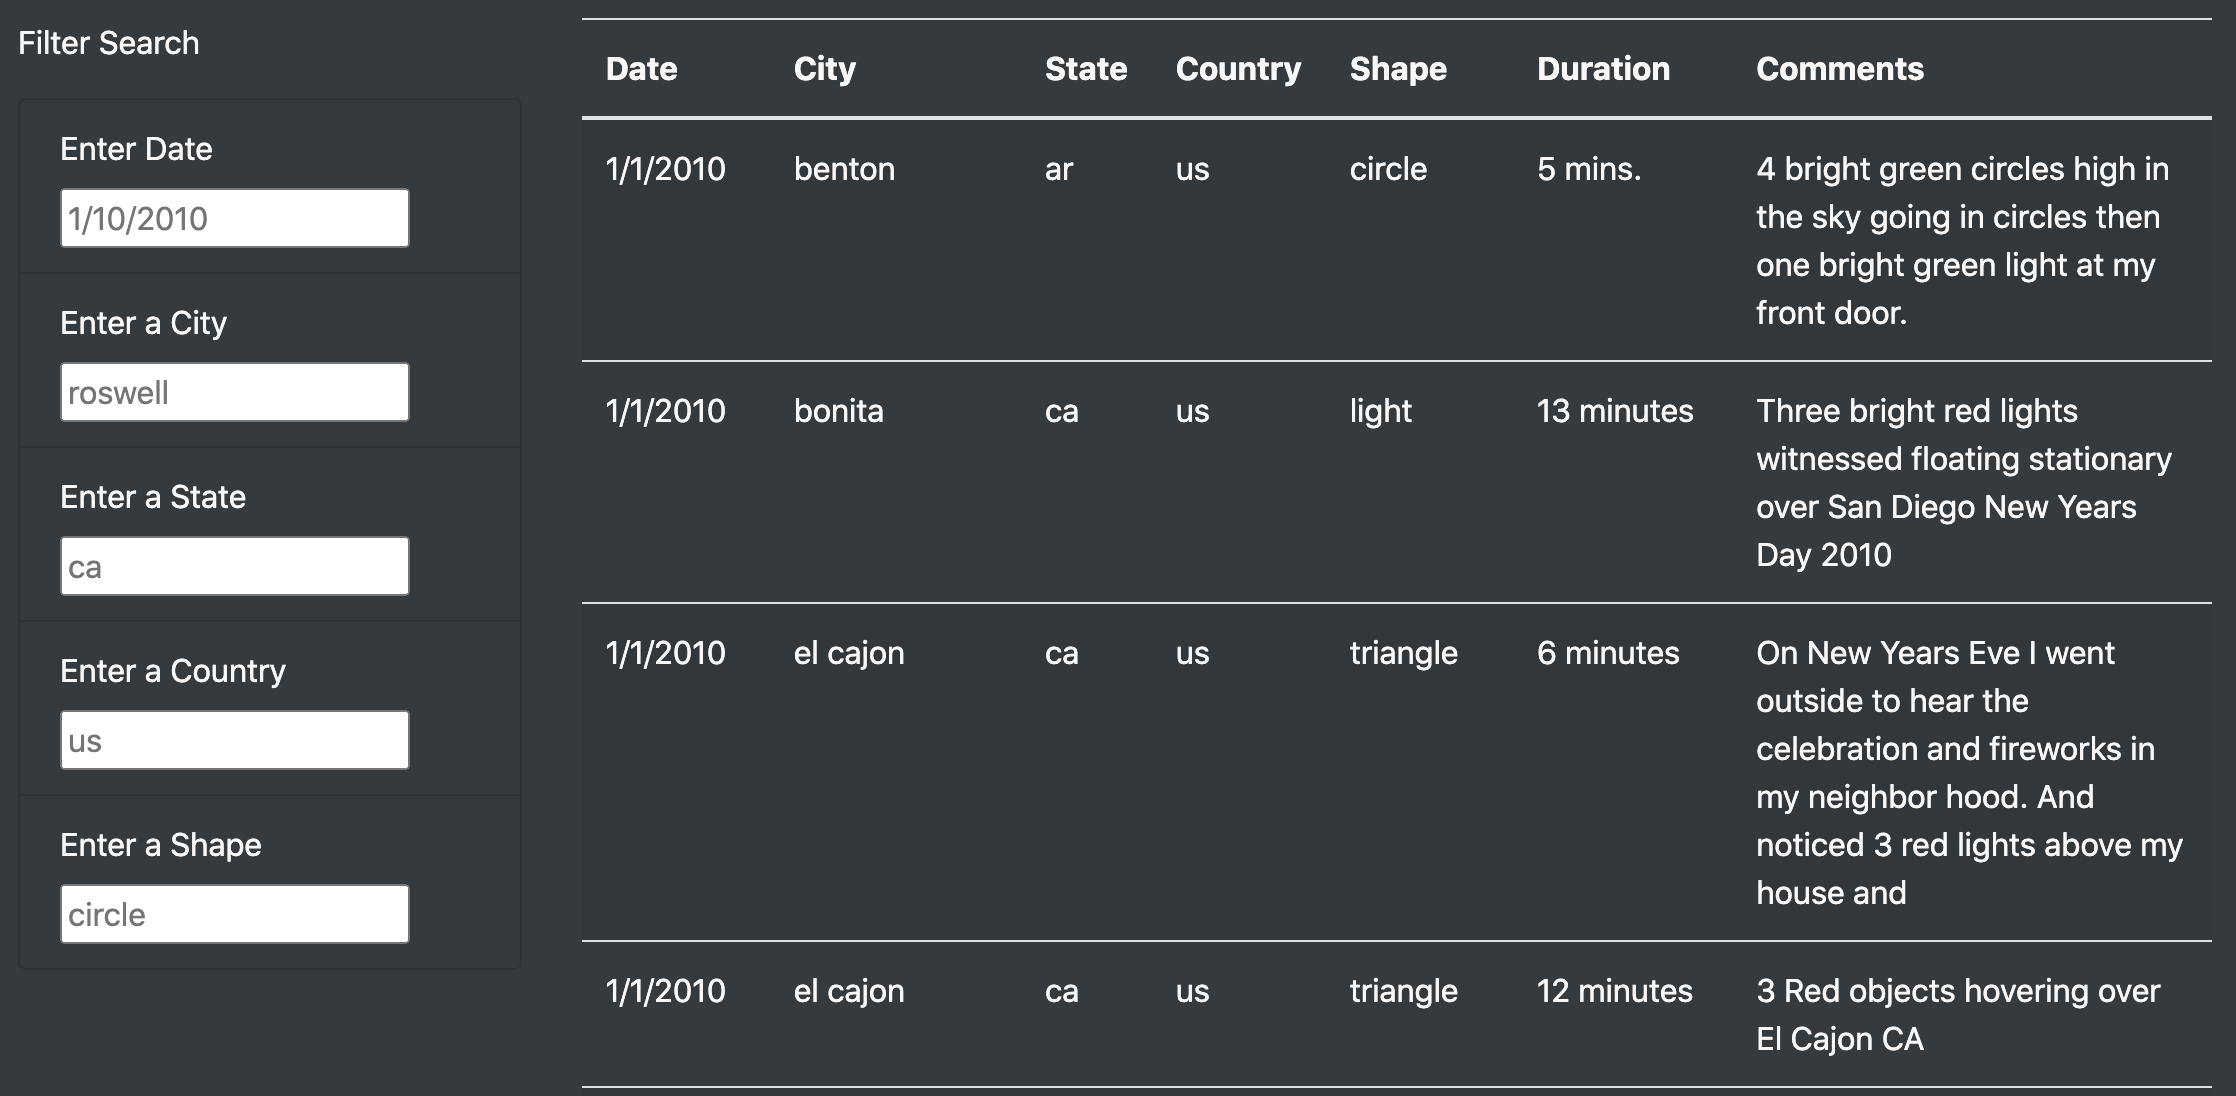 Filter Search
Enter Date
1/10/2010
Enter a City
roswell
Enter a State
ca
Enter a Country
us
Enter a Shape
circle
Date City State Country Shape Duration Comments
1/1/2010 benton ar us circle 5 mins. 4 bright green circles high in
the sky going in circles then
one bright green light at my
front door.
1/1/2010 bonita ca us light 13 minutes Three bright red lights
witnessed floating stationary
over San Diego New Years
Day 2010
1/1/2010 el cajon ca us triangle 6 minutes On New Years Eve I went
outside to hear the
celebration and fireworks in
my neighbor hood. And
noticed 3 red lights above my
house and
1/1/2010 el cajon ca us triangle 12 minutes 3 Red objects hovering over
El Cajon CA